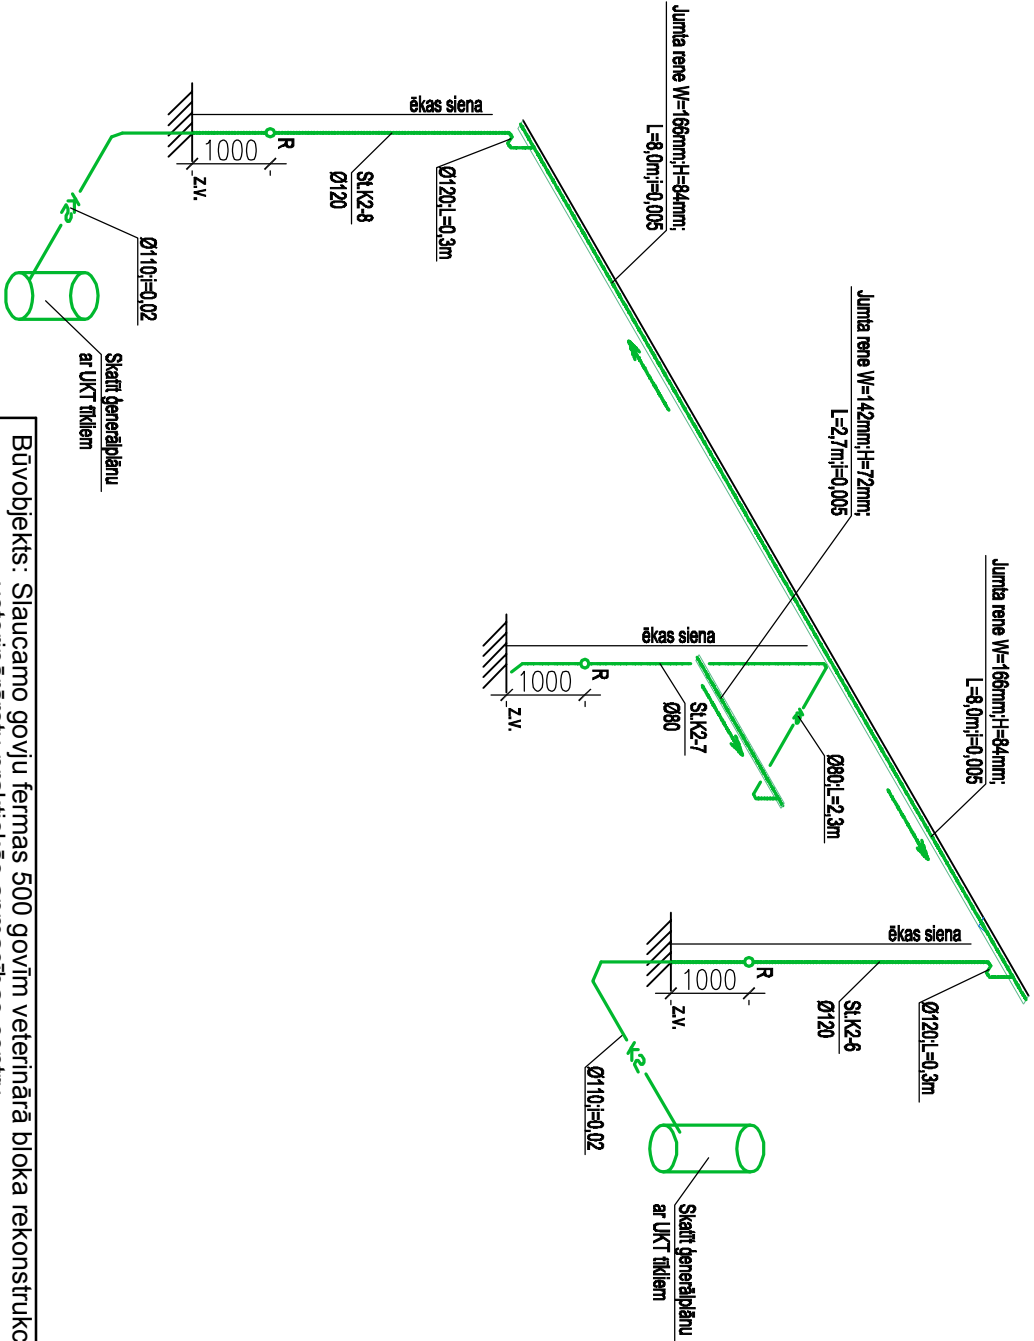 Jumta rene W=166mm;H=84mm;
L=8,0m;i=0,005
ēkas siena
R
1000
z.v.
St.K2-8
Ø120
Ø120;L=0,3m
K2
Ø110;i=0,02
Skatīt ģenerālplānu
ar UKT tīkliem
Jumta rene W=142mm;H=72mm;
L=2,7m;i=0,005
ēkas siena
R
1000
z.v.
St.K2-7
Ø80
Ø80;L=2,3m
Jumta rene W=166mm;H=84mm;
L=8,0m;i=0,005
ēkas siena
R
1000
z.v.
St.K2-6
Ø120
Ø120;L=0,3m
K2
Ø110;i=0,02
Skatīt ģenerālplānu
ar UKT tīkliem
Būvobjekts: Slaucamo govju fermas 500 govīm veterinārā bloka rekonstrukc